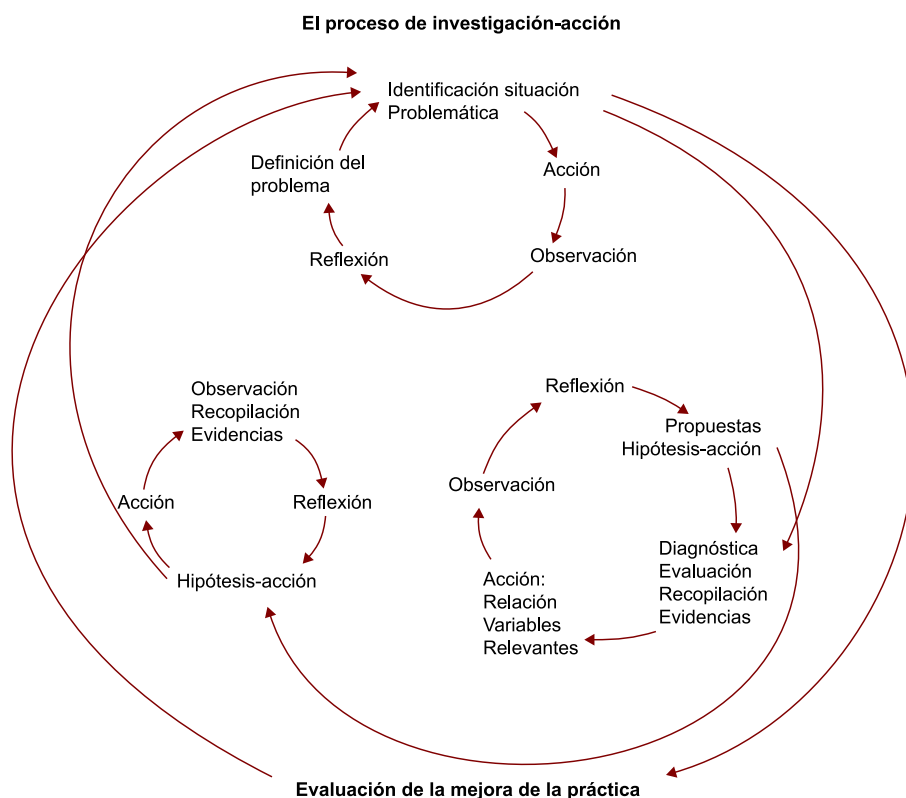 El proceso de investigación-acción
Identificación situación
Problemática
Acción
Observación
Reflexión
Definición del
problema
Observación
Recopilación
Evidencias
Reflexión
Hipótesis-acción
Acción
Reflexión
Propuestas
Hipótesis-acción
Diagnóstica
Evaluación
Recopilación
Evidencias
Acción:
Relación
Variables
Relevantes
Observación
Evaluación de la mejora de la práctica